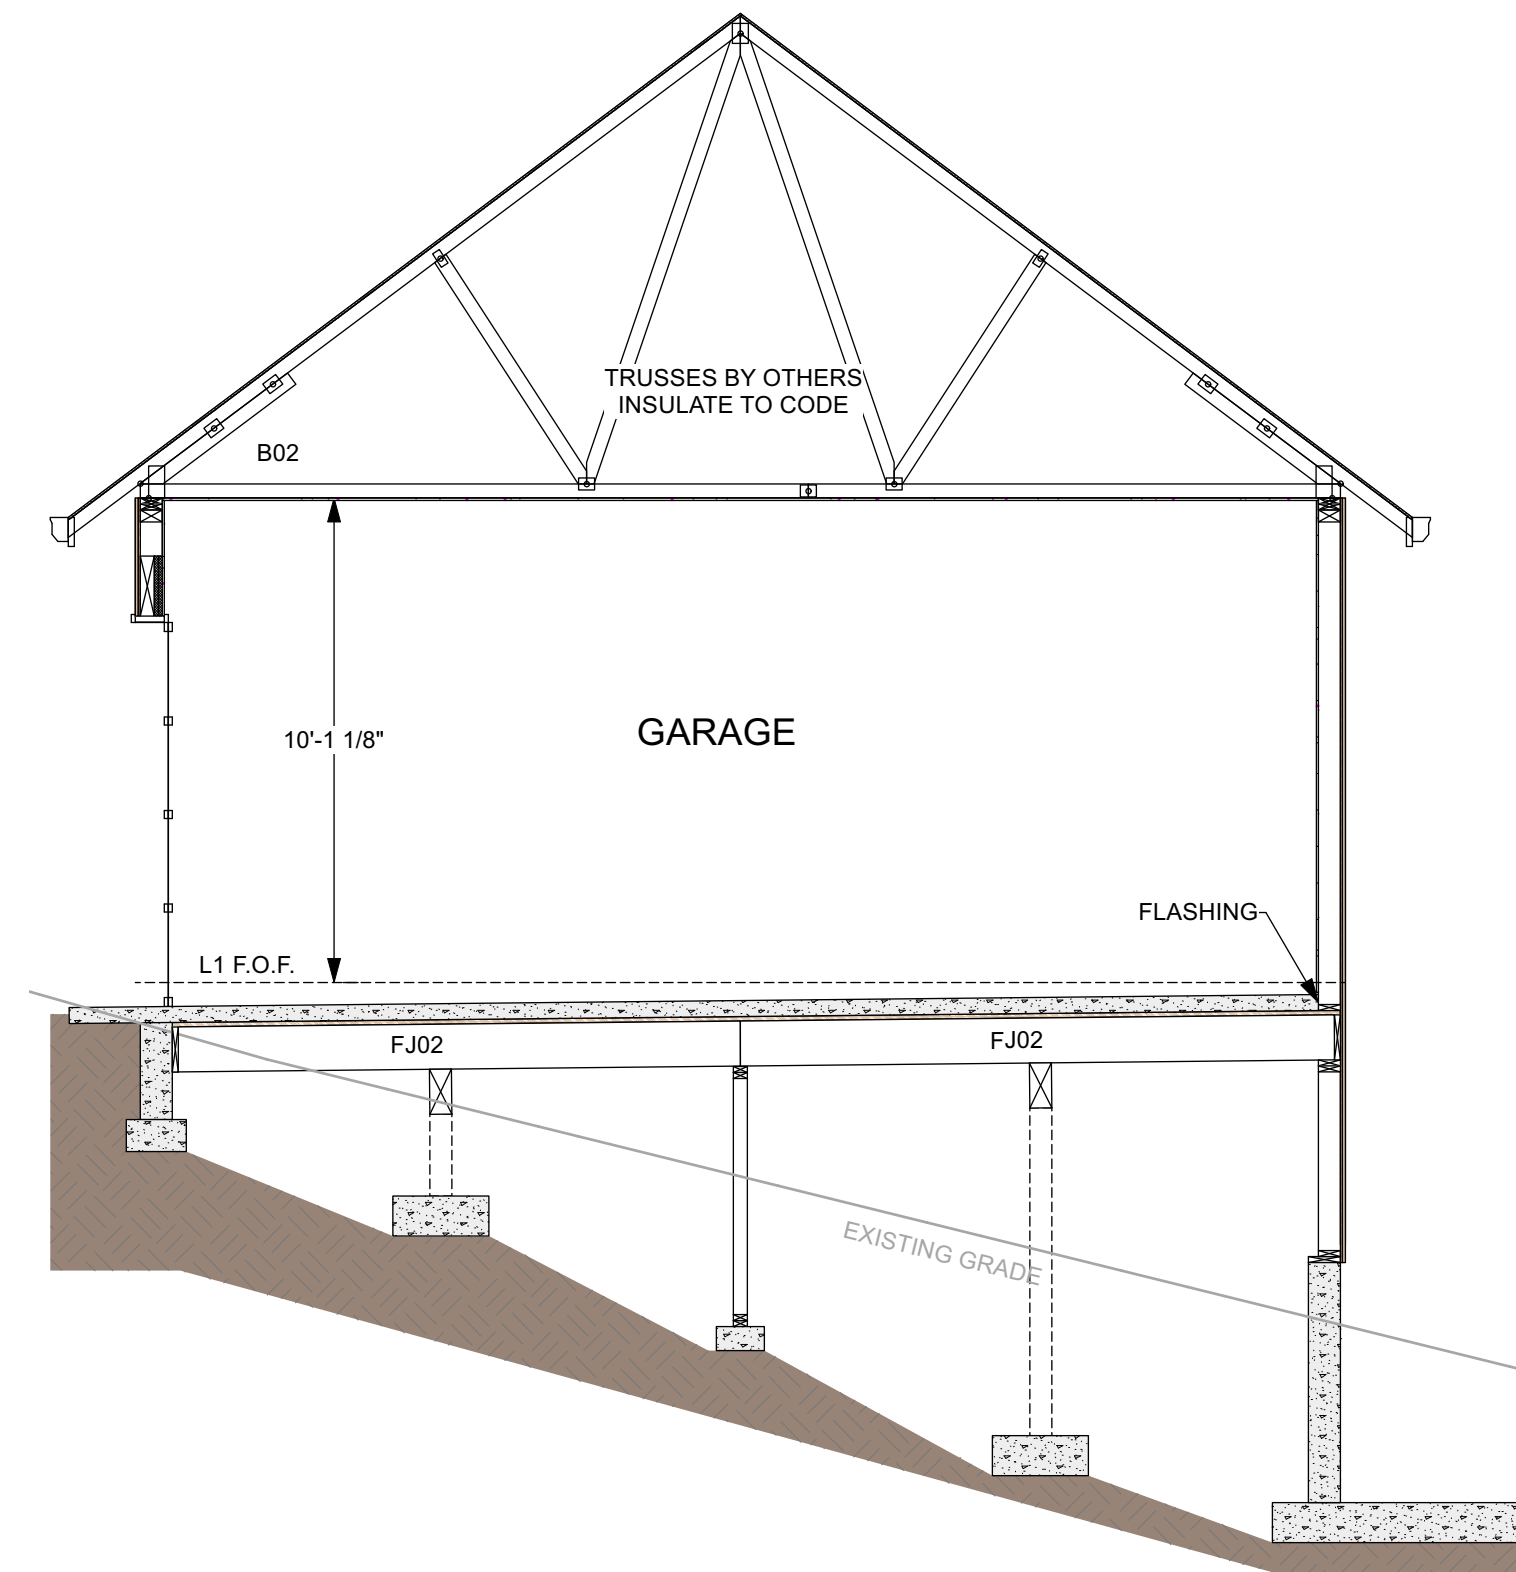 TRUSSES BY OTHERS
INSULATE TO CODE
B02
10'-1 1/8"
GARAGE
FLASHING
L1 F.O.F.
FJ02
FJ02
EXISTING GRADE